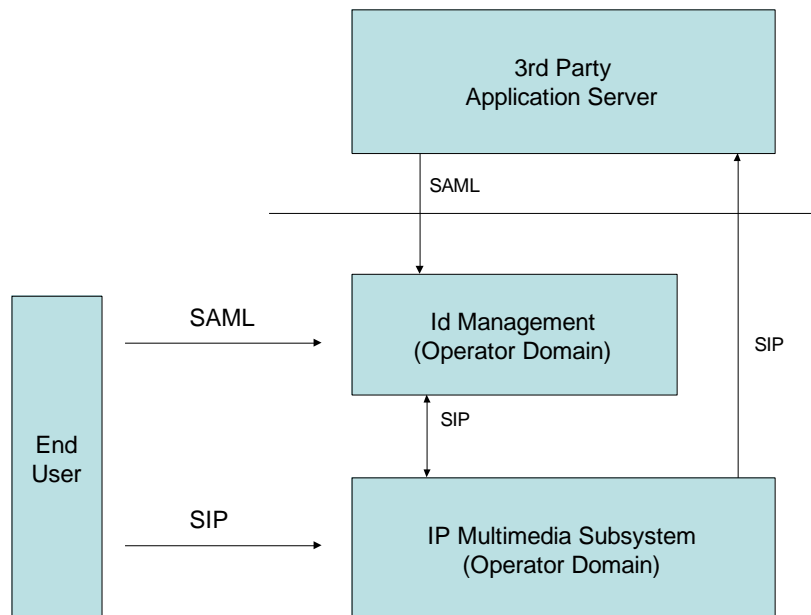 3rd Party
Application Server
SAML
SAML
Id Management
(Operator Domain)
SIP
SIP
End
User
SIP
IP Multimedia Subsystem
(Operator Domain)